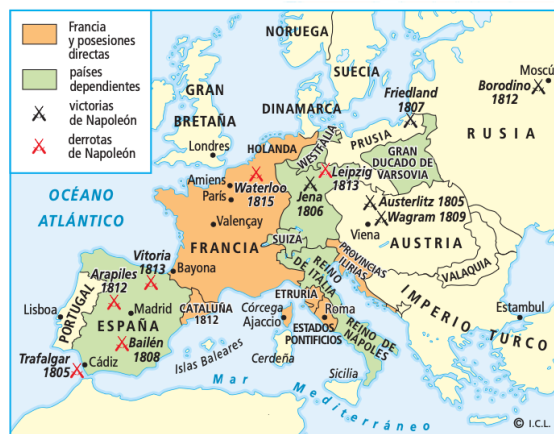 Francia
y posesiones
directas
países
dependientes
victorias
de Napoleón
derrotas
de Napoleón
NORUEGA
SUECIA
Moscú
Borodino
1812
GRAN
BRETAÑA
DINAMARCA
Friedland
1807
RUSIA
Londres
HOLANDA
WESTFALIA
PRUSIA
GRAN
DUCADO DE
VARSOVIA
Amiens
París
Waterloo
1815
Leipzig
1813
Jena
1806
OCÉANO
ATLÁNTICO
Valençay
FRANCIA
SUIZA
Austerlitz 1805
Wagram 1809
Viena
AUSTRIA
PROVINCIAS
ILIRIAS
VALAQUIA
Vitoria
1813
Bayona
Arapiles
1812
REINO
DE ITALIA
ETRURIA
IMPERIO TURCO
Estambul
PORTUGAL
Lisboa
Madrid
ESPAÑA
CATALUÑA
1812
Córcega
Ajaccio
Roma
ESTADOS
PONTIFICIOS
REINO DE
NÁPOLES
Trafalgar
1805
Cádiz
Bailén
1808
Islas Baleares
Cerdeña
Sicilia
Mar Mediterráneo
© I.C.L.